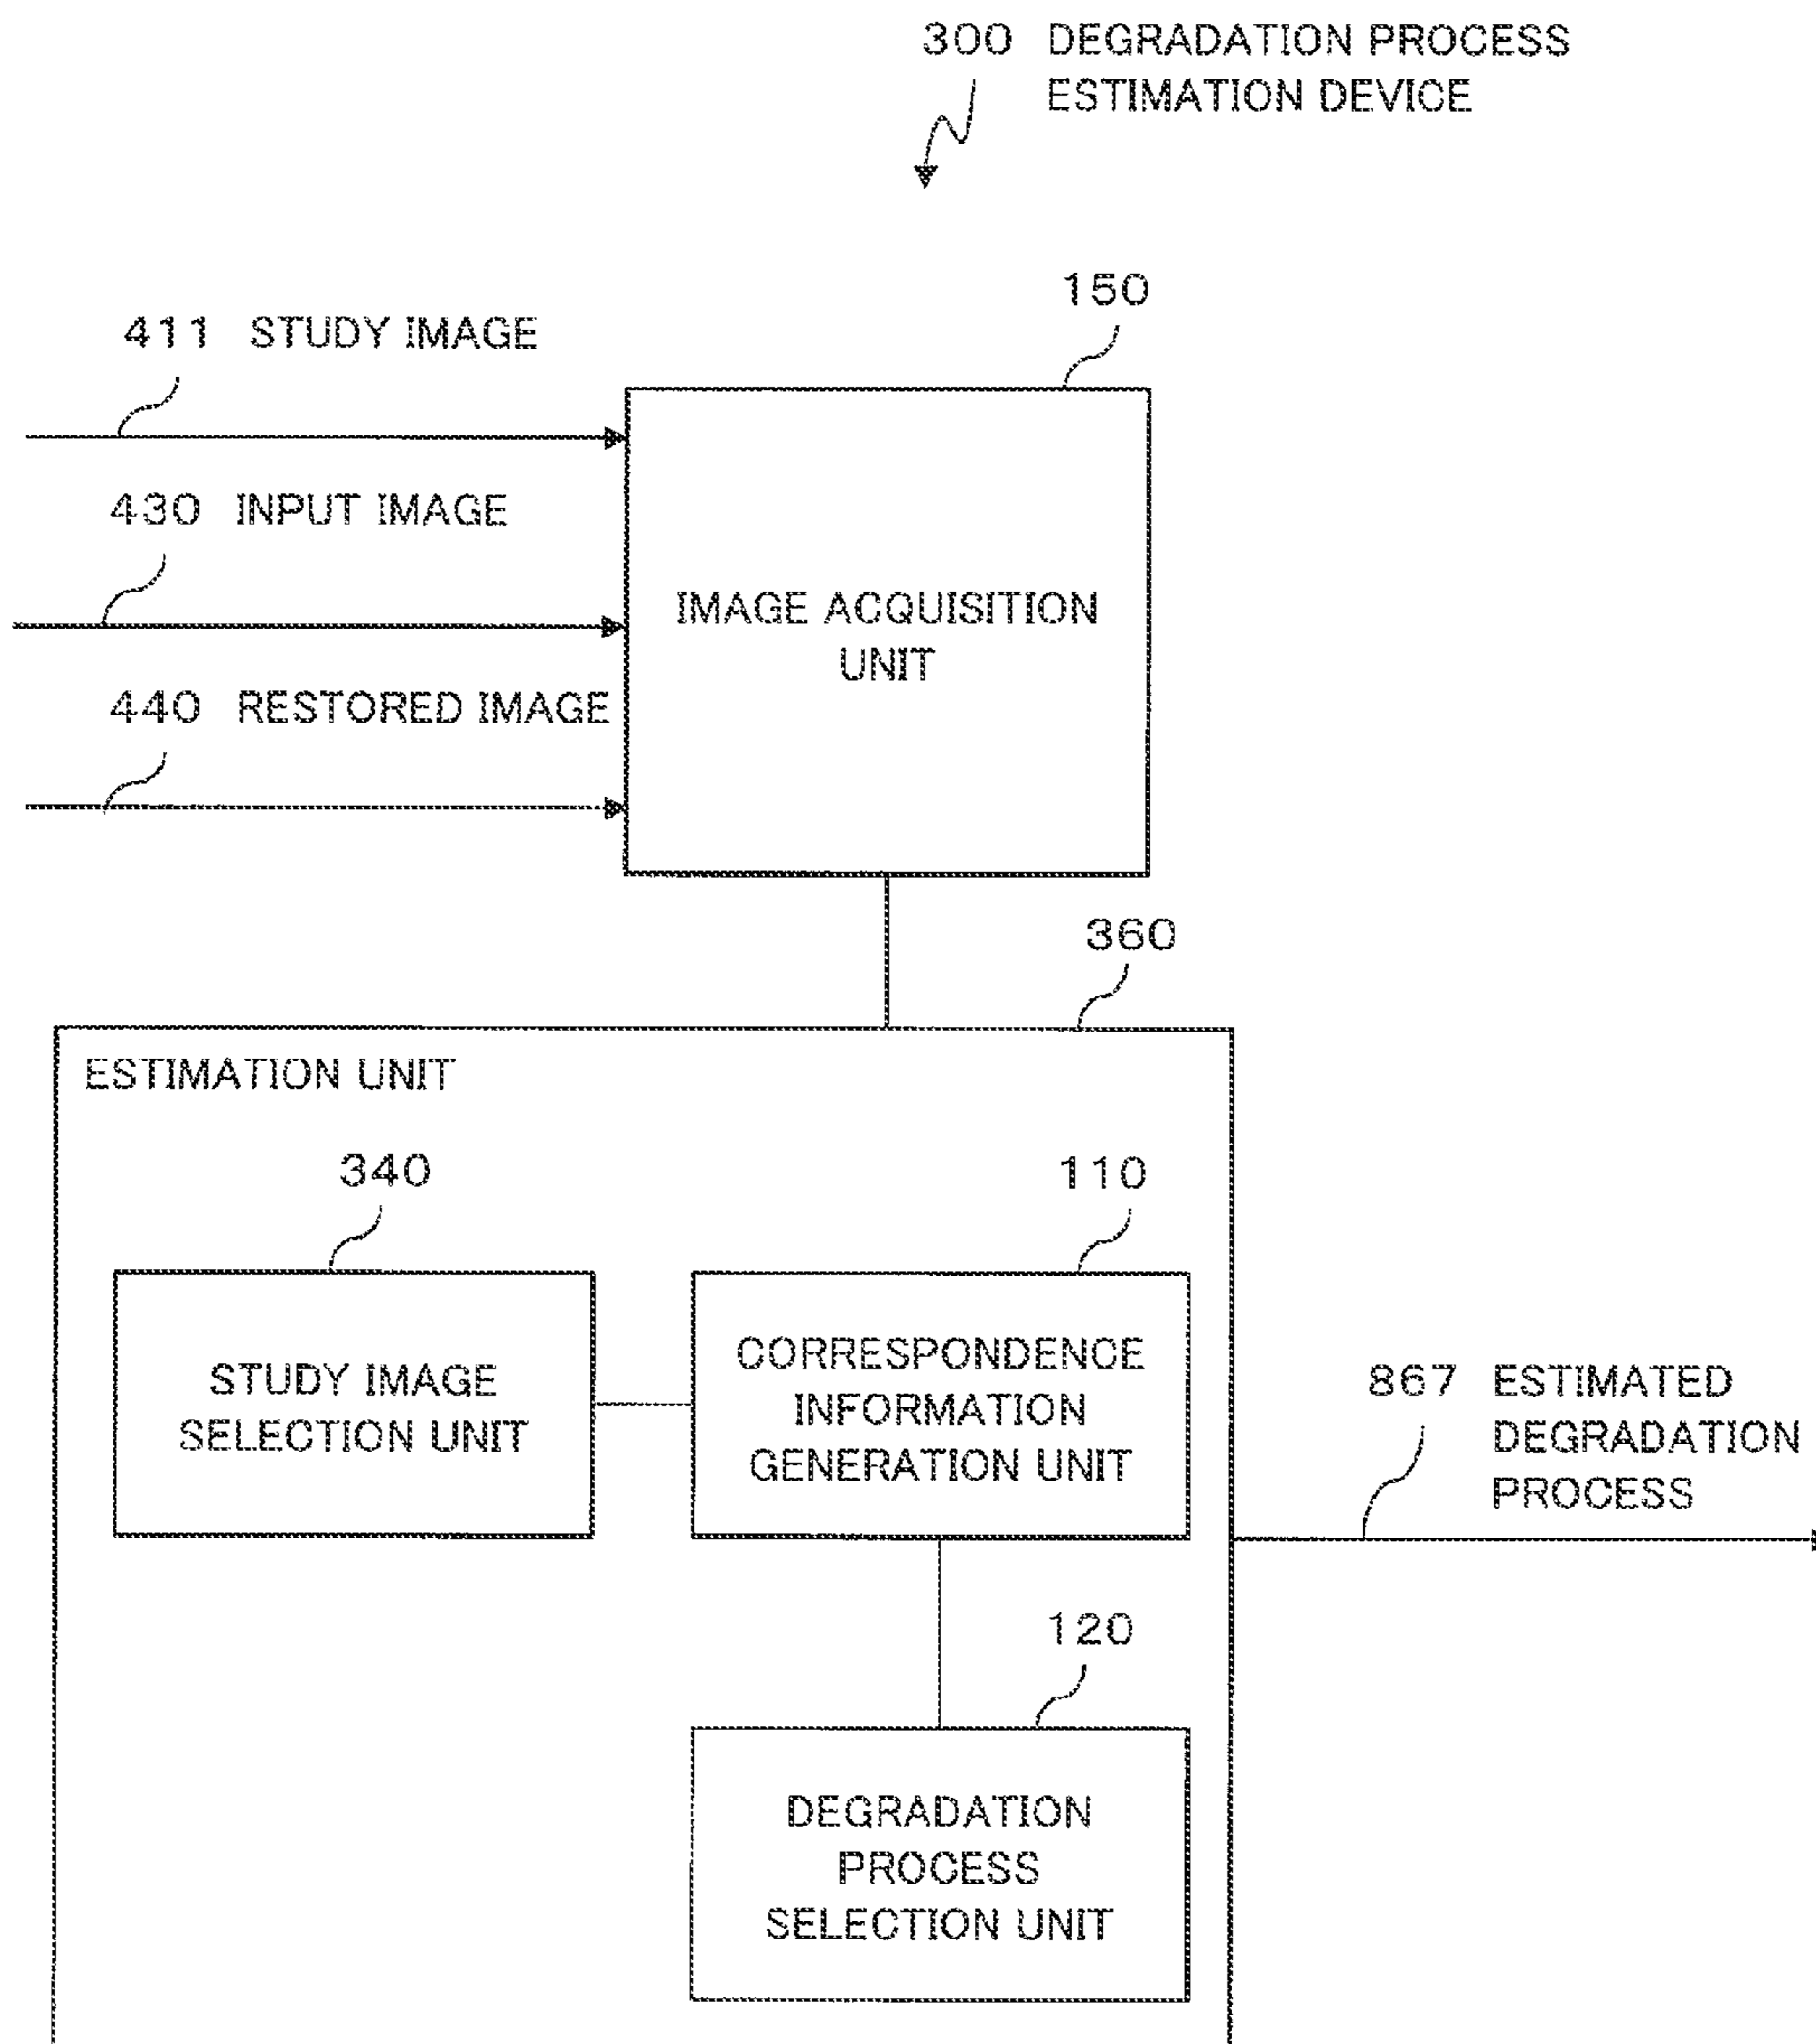 300 DEGRADATION PROCESS
ESTIMATION DEVICE
150
411 STUDY IMAGE
430 INPUT IMAGE
IMAGE ACQUISITION
UNIT
440 RESTORED IMAGE
360
ESTIMATION UNIT
340
110
STUDY IMAGE
SELECTION UNIT
CORRESPONDENCE
INFORMATION
GENERATION UNIT
867 ESTIMATED
DEGRADATION
PROCESS
120
DEGRADATION
PROCESS
SELECTION UNIT